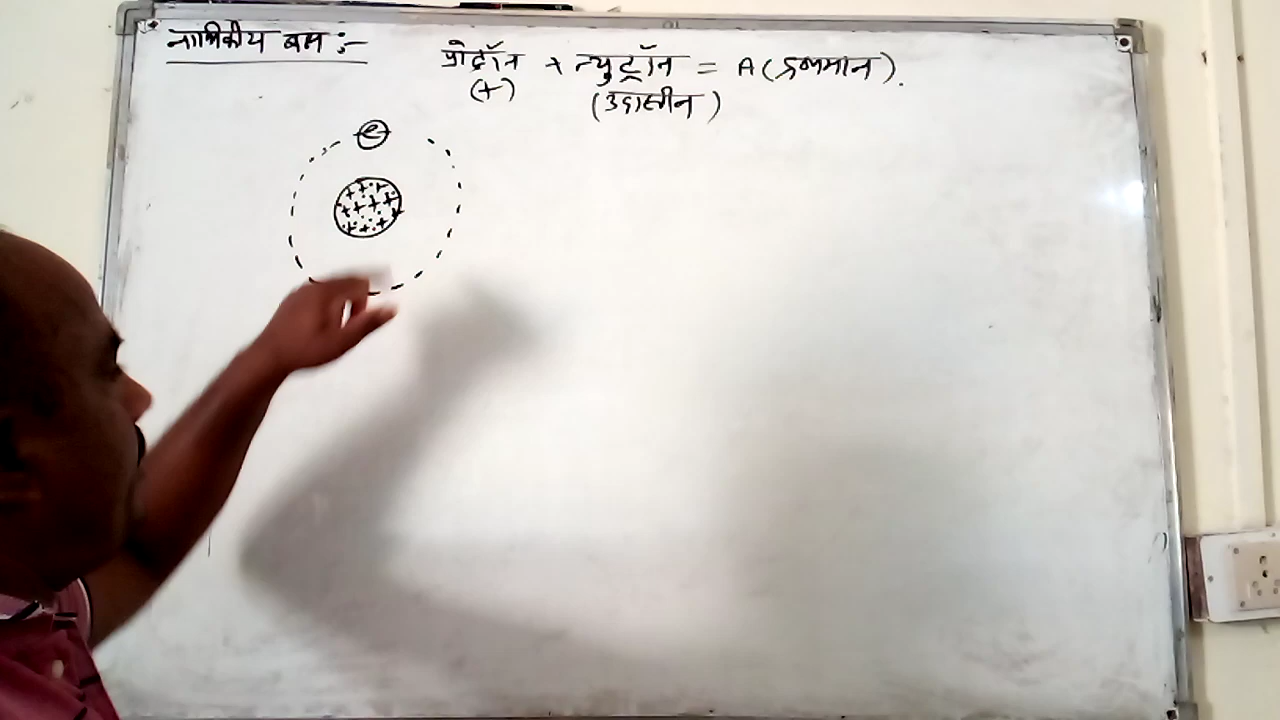 नाभिकीय बल :-
प्रोट्रॉन + न्युट्रॉन = A (द्रव्यमान).
(+) (उदासीन)
e